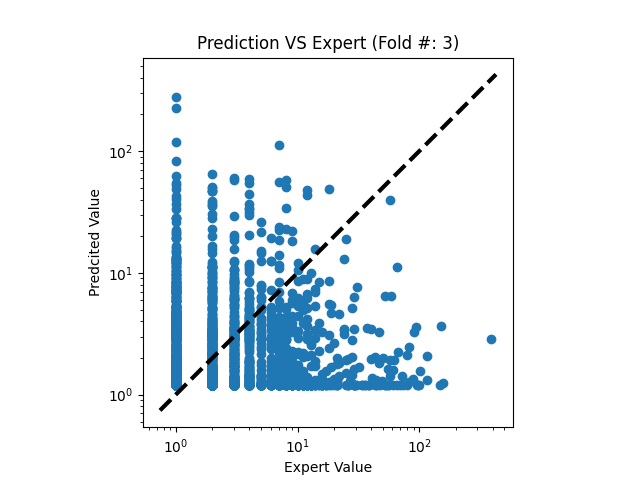 Prediction VS Expert (Fold #: 3)
Predcited Value
10²
10¹
10⁰
10⁰ 10¹ 10²
Expert Value